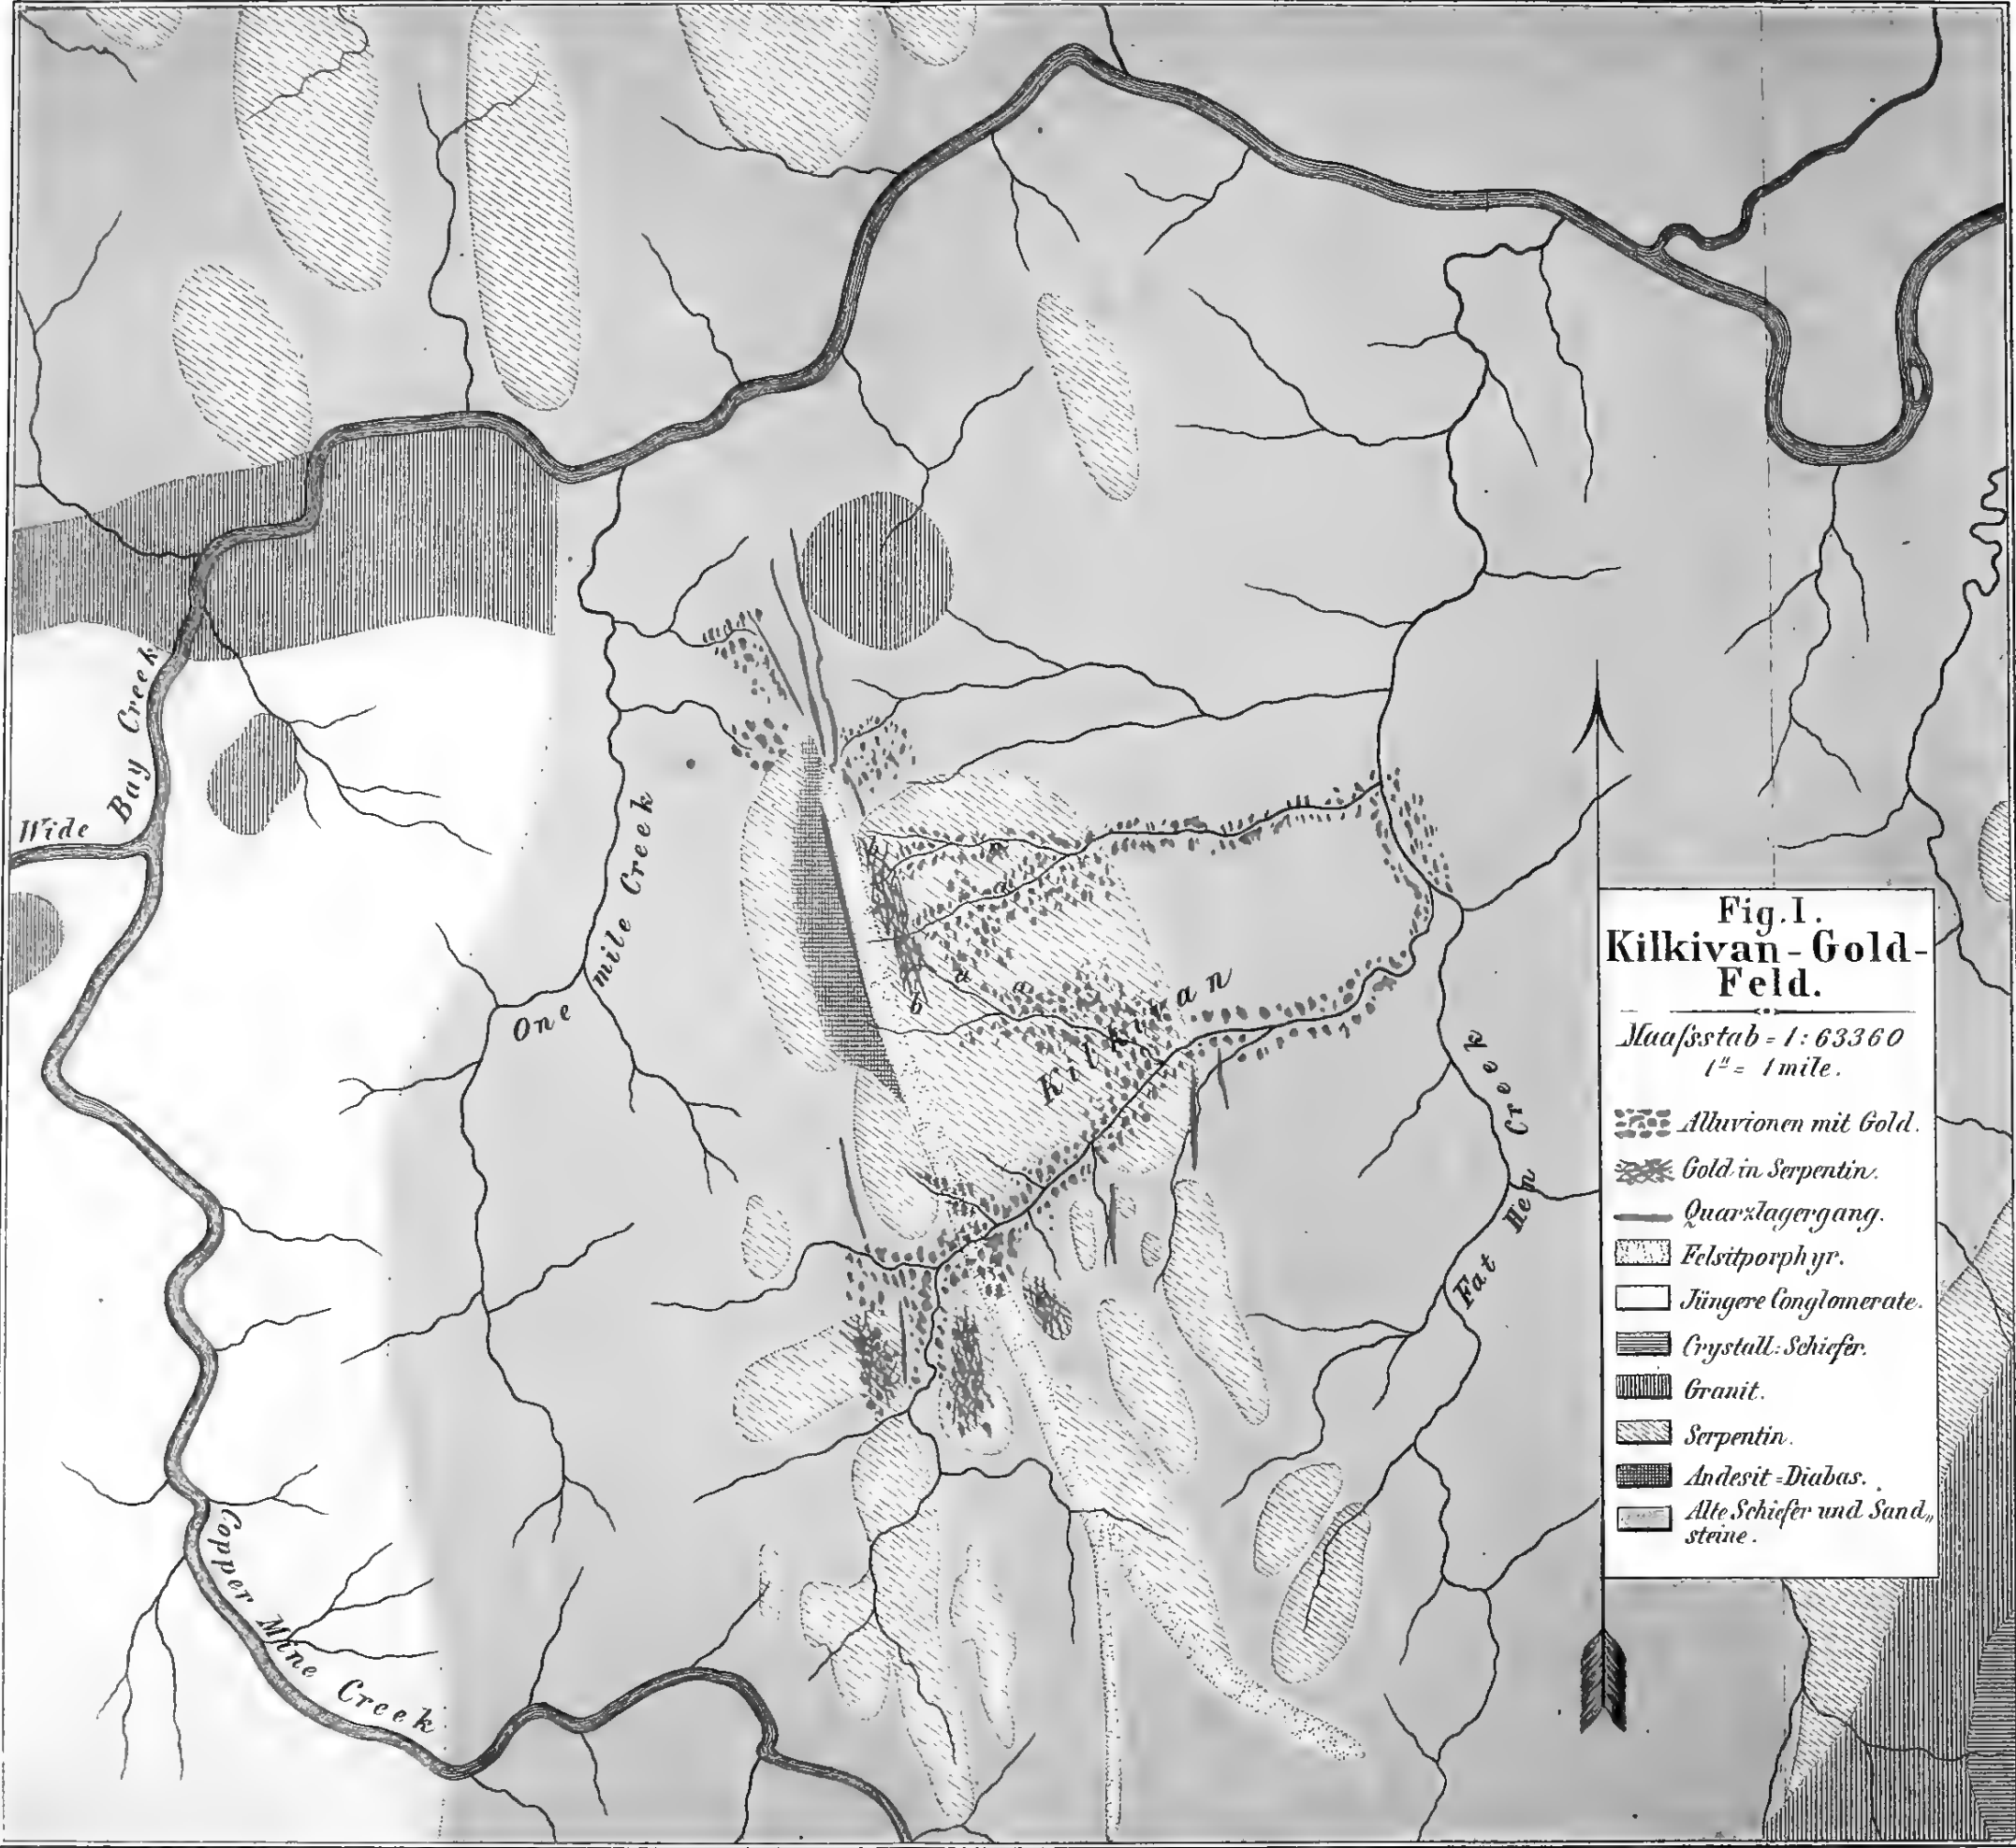 Wide Bay Creek
One mile Creek
Kilkivan
Fat Hen Creek
Copper Mine Creek
b
a
a
a
a
b
Fig. I.
Kilkivan-Gold-
Feld.
Maaſsstab = 1:63360
1" = 1 mile.
Alluvionen mit Gold.
Gold in Serpentin.
Quarzlagergang.
Felsitporphyr.
Jüngere Conglomerate.
Crystall: Schiefer.
Granit.
Serpentin.
Andesit=Diabas.
Alte Schiefer und Sand„
steine.